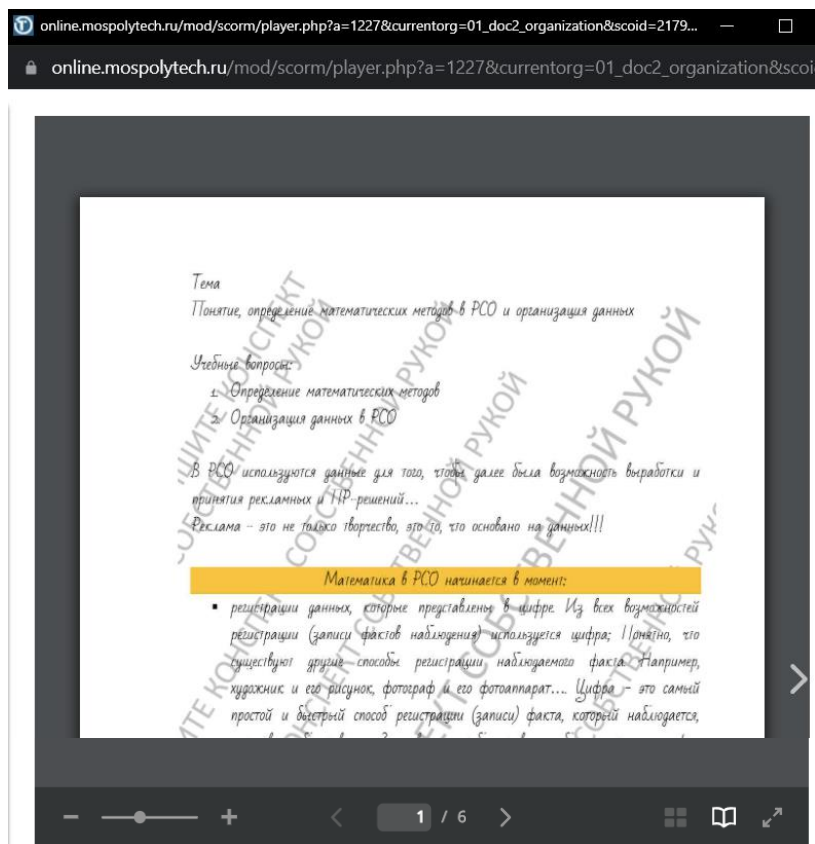 online.mospolytech.ru/mod/scorm/player.php?a=1227&currentorg=01_doc2_organization&scoid=2179...
online.mospolytech.ru/mod/scorm/player.php?a=1227&currentorg=01_doc2_organization&scoi
Тема
Понятие, определение математических методов в РСО и организация данных
Учебные вопросы:
1. Определение математических методов
2. Организация данных в РСО
В РСО используются данные для того, чтобы далее была возможность выработки и
принятия рекламных и ПР-решений...
Реклама – это не только творчество, это то, что основано на данных!!!
Математика в РСО начинается в момент:
▪ регистрации данных, которые представлены в цифре. Из всех возможностей
регистрации (записи фактов наблюдения) используется цифра; Понятно, что
существуют другие способы регистрации наблюдаемого факта. Например,
художник и его рисунок, фотограф и его фотоаппарат.... Цифра – это самый
простой и быстрый способ регистрации (записи) факта, который наблюдается,
КОНСПЕКТ
СОБСТВЕННОЙ РУКОЙ
1 / 6